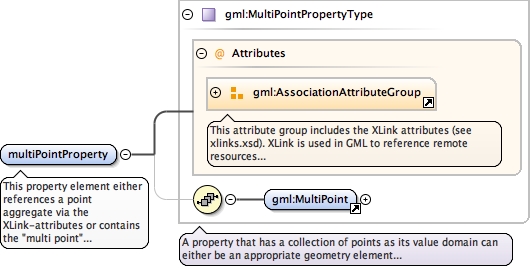 gml:MultiPointPropertyType
@ Attributes
gml:AssociationAttributeGroup
This attribute group includes the XLink attributes (see
xlinks.xsd). XLink is used in GML to reference remote
resources...
multiPointProperty
This property element either
references a point
aggregate via the
XLink-attributes or contains
the "multi point"...
gml:MultiPoint
A property that has a collection of points as its value domain can
either be an appropriate geometry element...